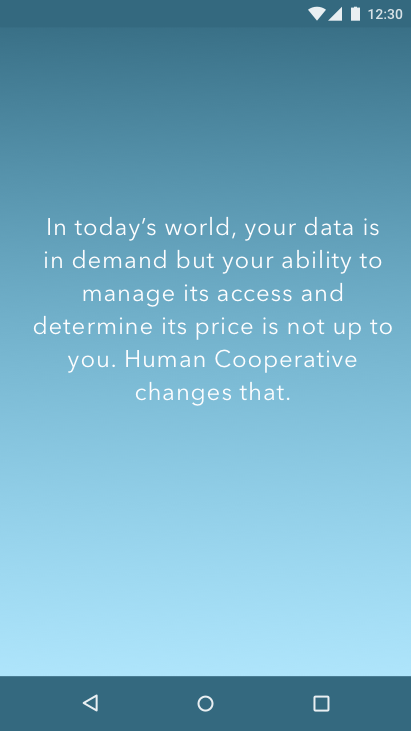 12:30
In today’s world, your data is
in demand but your ability to
manage its access and
determine its price is not up to
you. Human Cooperative
changes that.